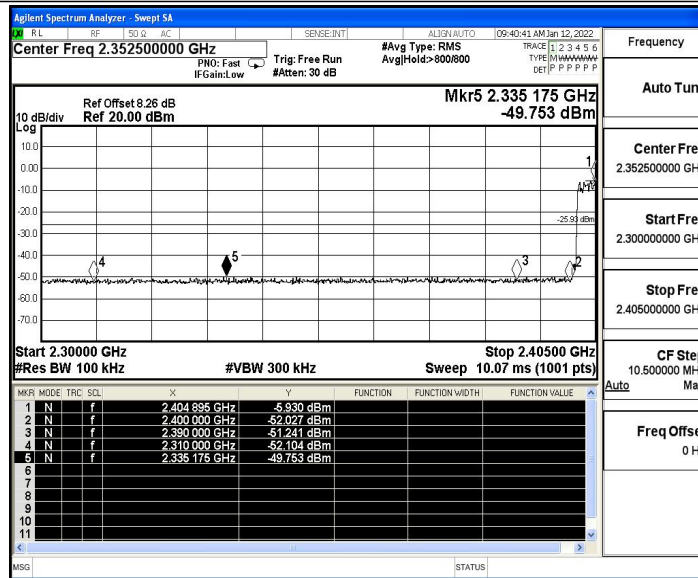 Agilent Spectrum Analyzer - Swept SA
RL RF 50 Ω AC SENSE:INT ALIGN AUTO 09:40:41 AM Jan 12, 2022
Center Freq 2.352500000 GHz #Avg Type: RMS TRACE 1 2 3 4 5 6
PNO: Fast Trig: Free Run Avg|Hold:>800/800 TYPE M
IFGain:Low #Atten: 30 dB DET P P P P P P
Frequency
Ref Offset 8.26 dB Mkr5 2.335 175 GHz
10 dB/div Ref 20.00 dBm -49.753 dBm
Log
10.0
0.00
-10.0
-20.0
-25.93 dBm
-30.0
-40.0
-50.0
-60.0
-70.0
1
4 5 3 2
Start 2.30000 GHz Stop 2.40500 GHz
#Res BW 100 kHz #VBW 300 kHz Sweep 10.07 ms (1001 pts)
MKR MODE TRC SCL X Y FUNCTION FUNCTION WIDTH FUNCTION VALUE
1 N f 2.404 895 GHz -5.930 dBm
2 N f 2.400 000 GHz -52.027 dBm
3 N f 2.390 000 GHz -51.241 dBm
4 N f 2.310 000 GHz -52.104 dBm
5 N f 2.335 175 GHz -49.753 dBm
6
7
8
9
10
11
MSG STATUS
Auto Tun
Center Fre
2.352500000 GH
Start Fre
2.300000000 GH
Stop Fre
2.405000000 GH
CF Ste
10.500000 MH
Auto Ma
Freq Offse
0 H